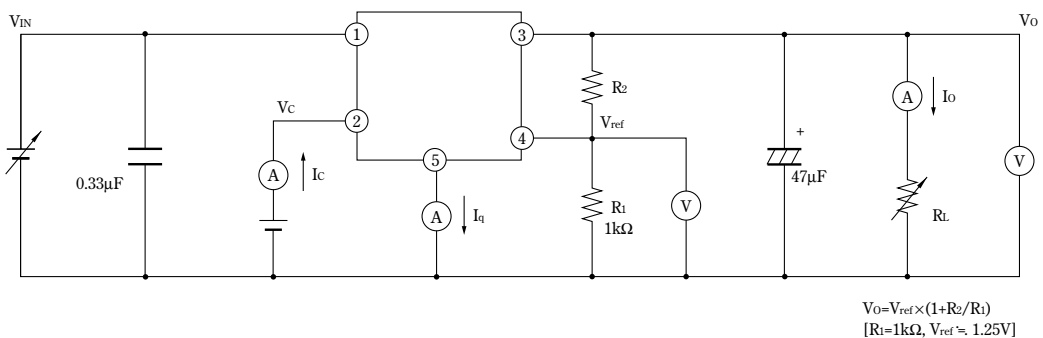 VIN
VO
1
3
R2
A
IO
VC
Vref
2
4
+
5
V
0.33μF
A
IC
47μF
A
Iq
R1
1kΩ
V
RL
VO=Vref×(1+R2/R1)
[R1=1kΩ, Vref≒1.25V]